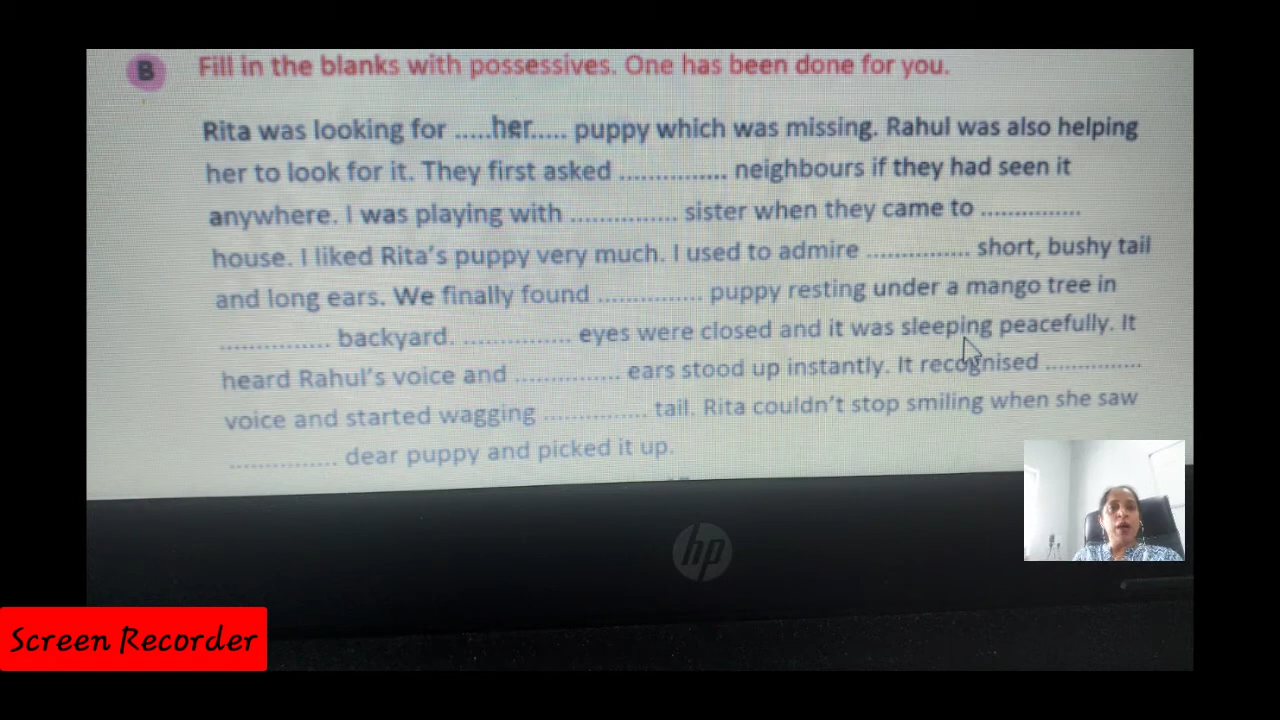 B Fill in the blanks with possessives. One has been done for you.
Rita was looking for .....her..... puppy which was missing. Rahul was also helping
her to look for it. They first asked ............... neighbours if they had seen it
anywhere. I was playing with ............... sister when they came to ..............
house. I liked Rita's puppy very much. I used to admire ............... short, bushy tail
and long ears. We finally found ............... puppy resting under a mango tree in
............... backyard. ............... eyes were closed and it was sleeping peacefully. It
heard Rahul's voice and ............... ears stood up instantly. It recognised ..............
voice and started wagging ............... tail. Rita couldn't stop smiling when she saw
............... dear puppy and picked it up.
hp
Screen Recorder